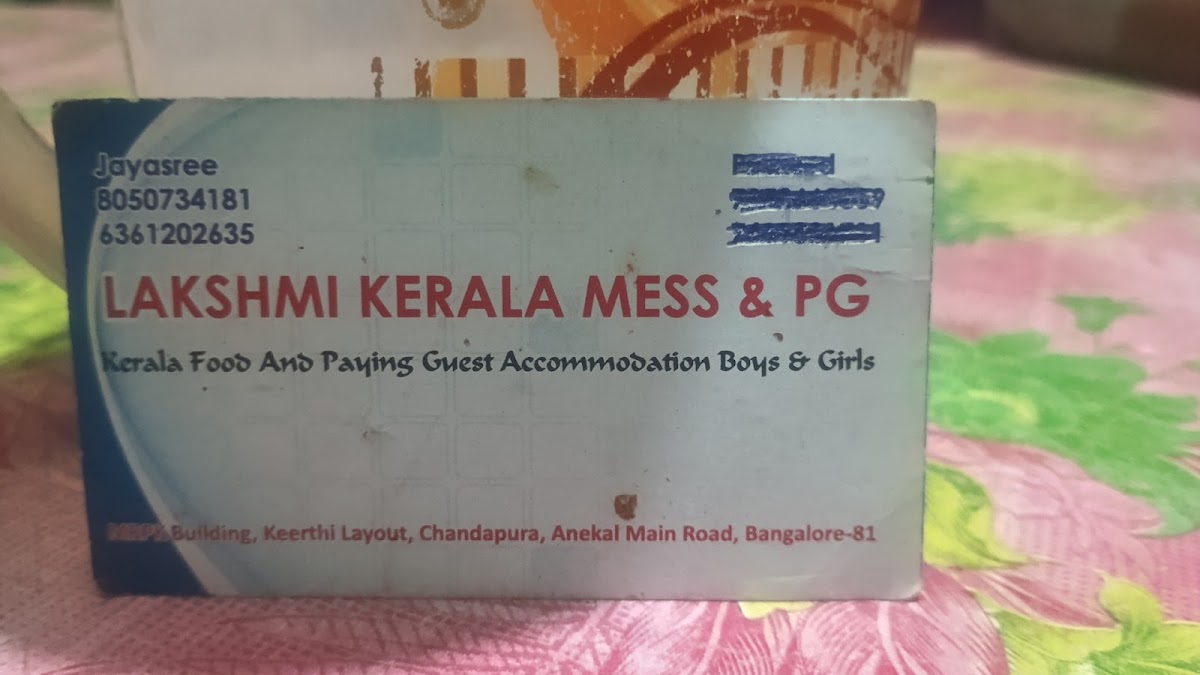 Jayasree
8050734181
6361202635
LAKSHMI KERALA MESS & PG
Kerala Food And Paying Guest Accommodation Boys & Girls
Building, Keerthi Layout, Chandapura, Anekal Main Road, Bangalore-81